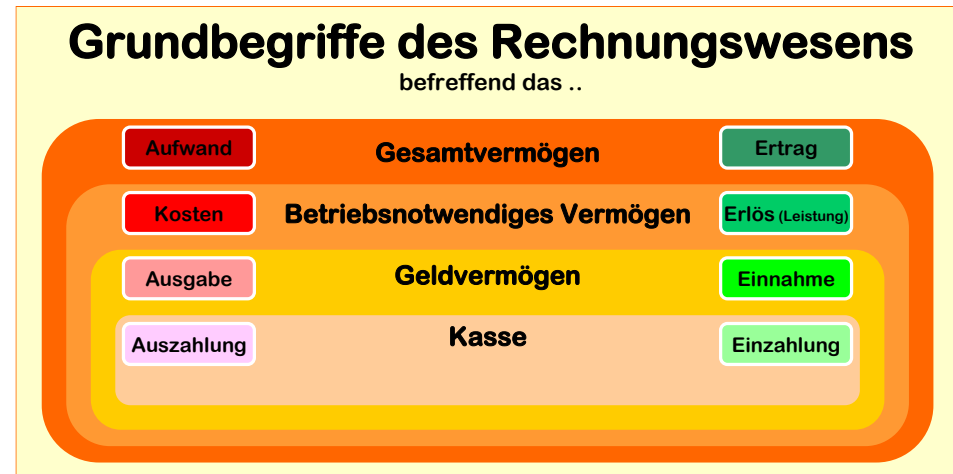 Grundbegriffe des Rechnungswesens
befreffend das ..
Aufwand Gesamtvermögen Ertrag
Kosten Betriebsnotwendiges Vermögen Erlös (Leistung)
Ausgabe Geldvermögen Einnahme
Auszahlung Kasse Einzahlung